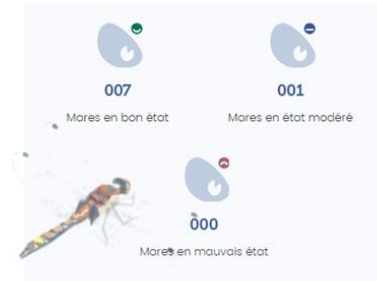 007
001
Mares en bon état
Mares en état modéré
000
Mares en mauvais état